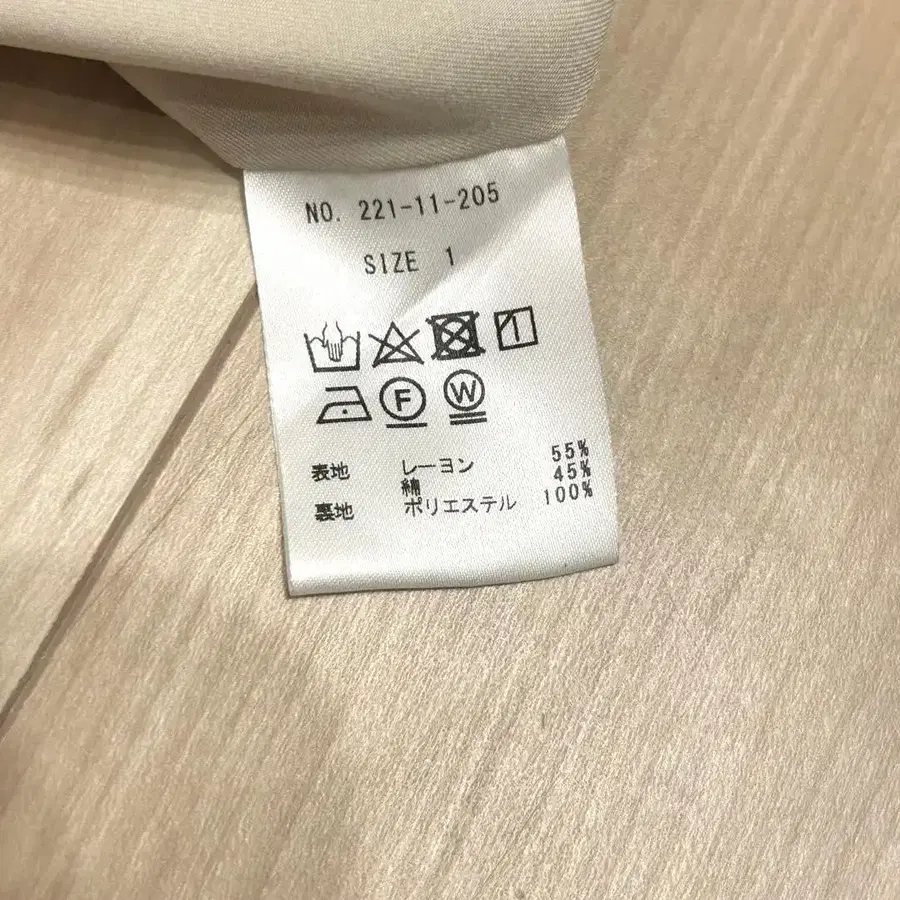 NO. 221-11-205
SIZE 1
F W
表地 レーヨン 55%
綿 45%
裏地 ポリエステル 100%